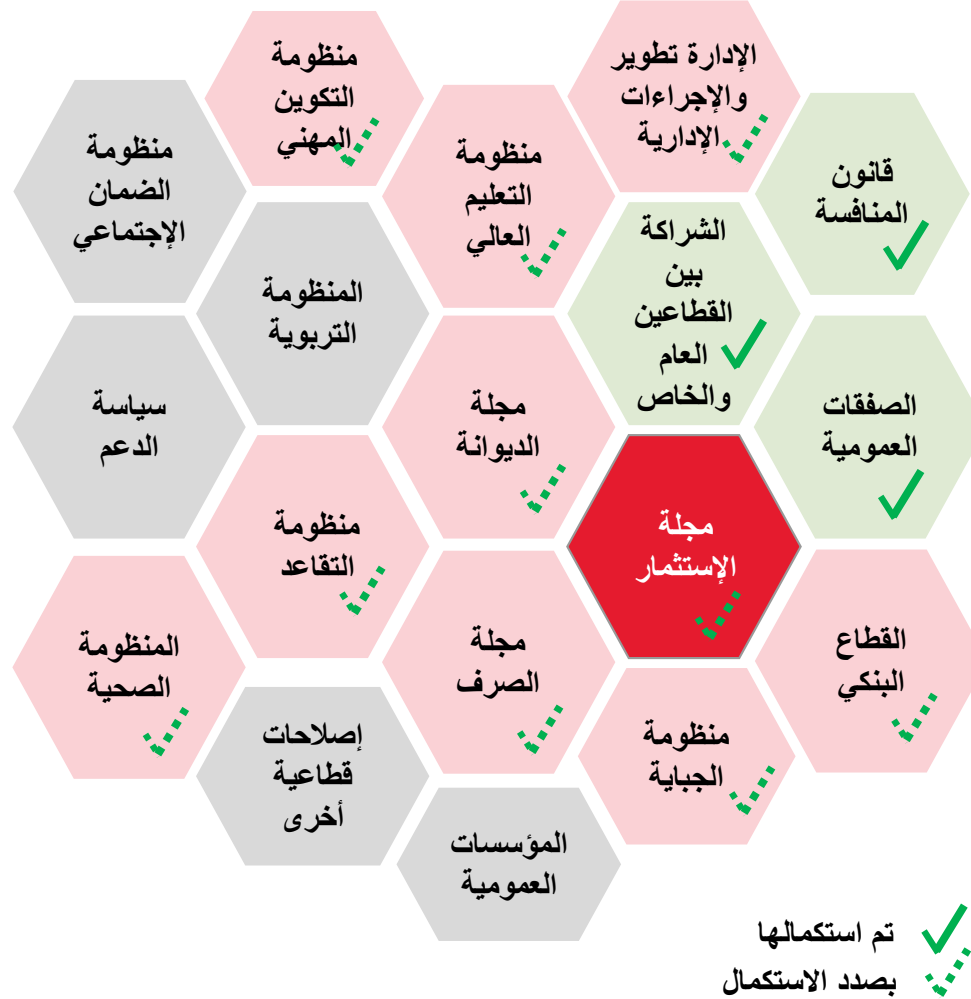 الإدارة تطوير
والإجراءات
الإدارية
منظومة
التكوين
المهني
منظومة
التعليم
العالي
قانون
المنافسة
منظومة
الضمان
الإجتماعي
الشراكة
بين
القطاعين
العام
والخاص
المنظومة
التربوية
الصفقات
العمومية
مجلة
الديوانة
سياسة
الدعم
مجلة
الإستثمار
منظومة
التقاعد
القطاع
البنكي
مجلة
الصرف
المنظومة
الصحية
منظومة
الجباية
إصلاحات
قطاعية
أخرى
المؤسسات
العمومية
تم استكمالها
بصدد الاستكمال